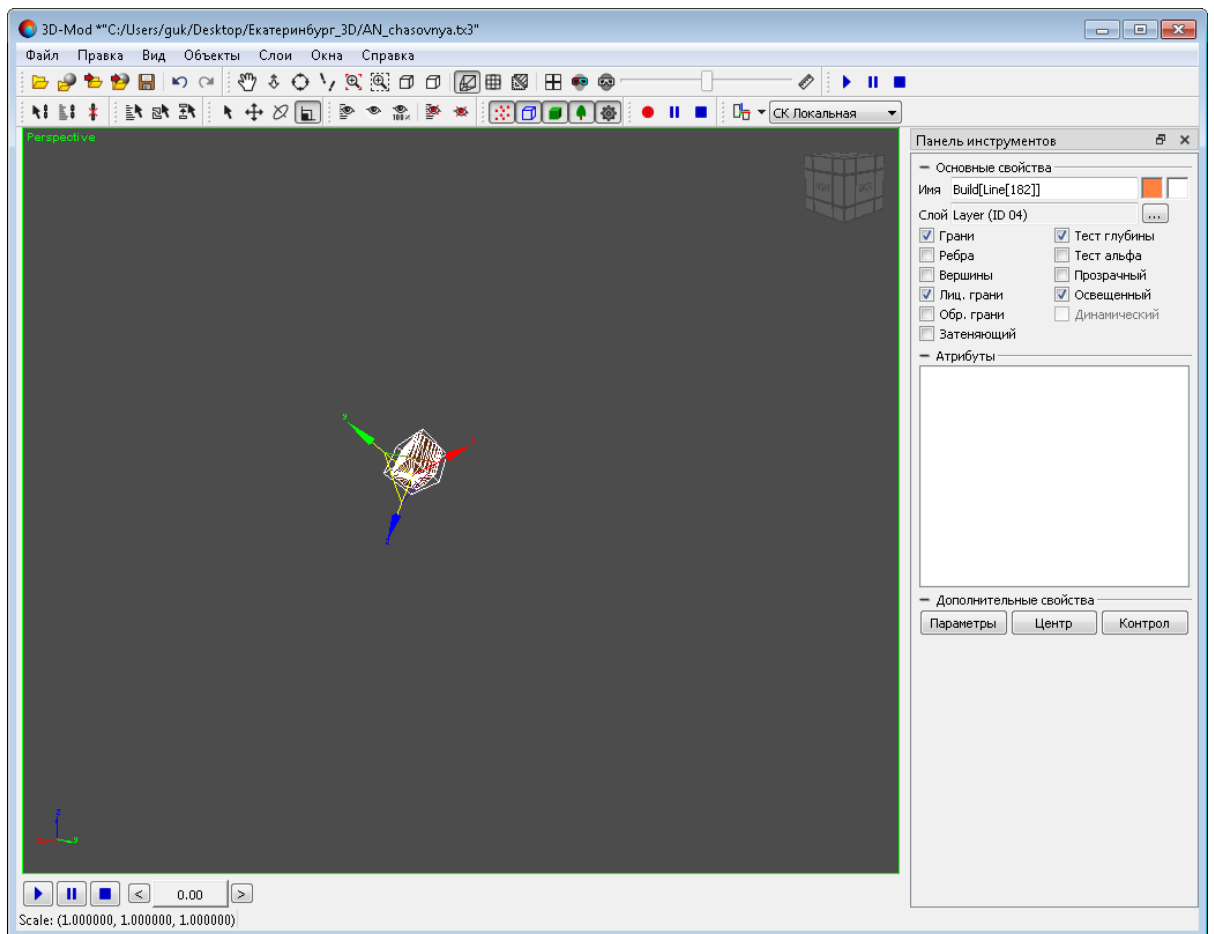 3D-Mod *"C:/Users/guk/Desktop/Екатеринбург_3D/AN_chasovnya.tx3"
Файл Правка Вид Объекты Слои Окна Справка
100%
СК Локальная
Perspective
Панель инструментов
Основные свойства
Имя Build[Line[182]]
Слой Layer (ID 04) ...
Грани Тест глубины
Ребра Тест альфа
Вершины Прозрачный
Лиц. грани Освещенный
Обр. грани Динамический
Затеняющий
Атрибуты
y
z
Дополнительные свойства
Параметры Центр Контрол
z
y
< 0.00 >
Scale: (1.000000, 1.000000, 1.000000)